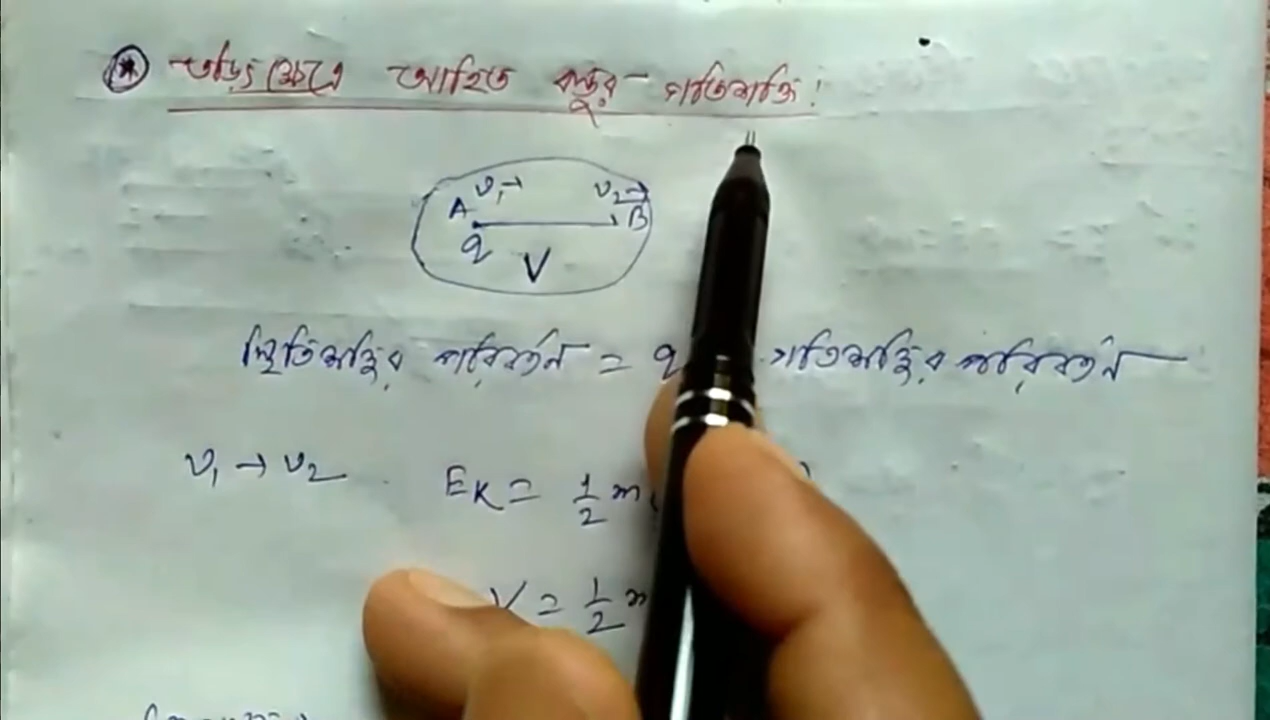 * তড়িৎ ক্ষেত্রে আহিত বস্তুর গতিশক্তি!
A v₁→ v₂→ B
q V
স্থিতিশক্তির পরিবর্তন = q গতিশক্তির পরিবর্তন
v₁ → v₂ Eₖ = 1/2 m
V = 1/2 m